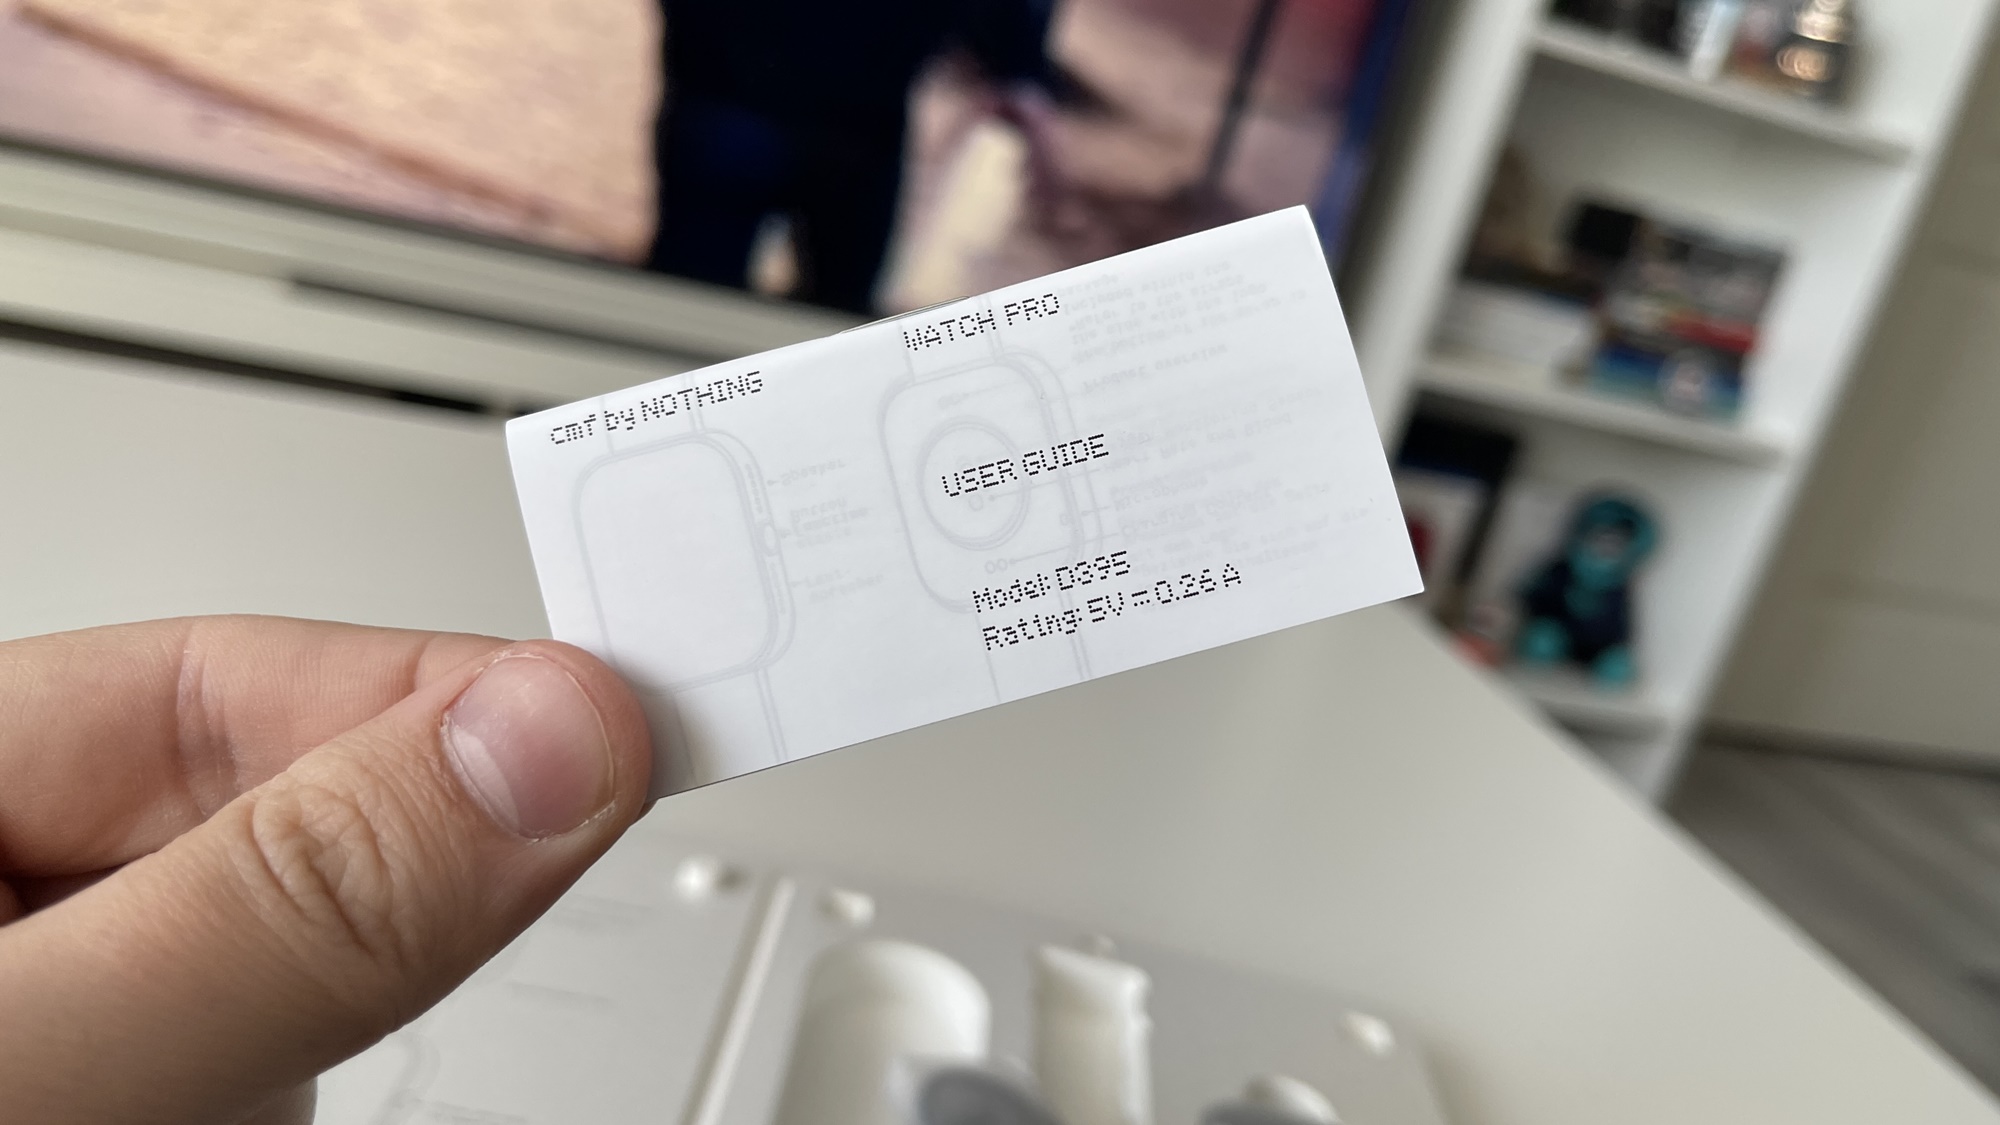 cmf by NOTHING
WATCH PRO
USER GUIDE
Model: D395
Rating: 5V ⎓ 0.26 A